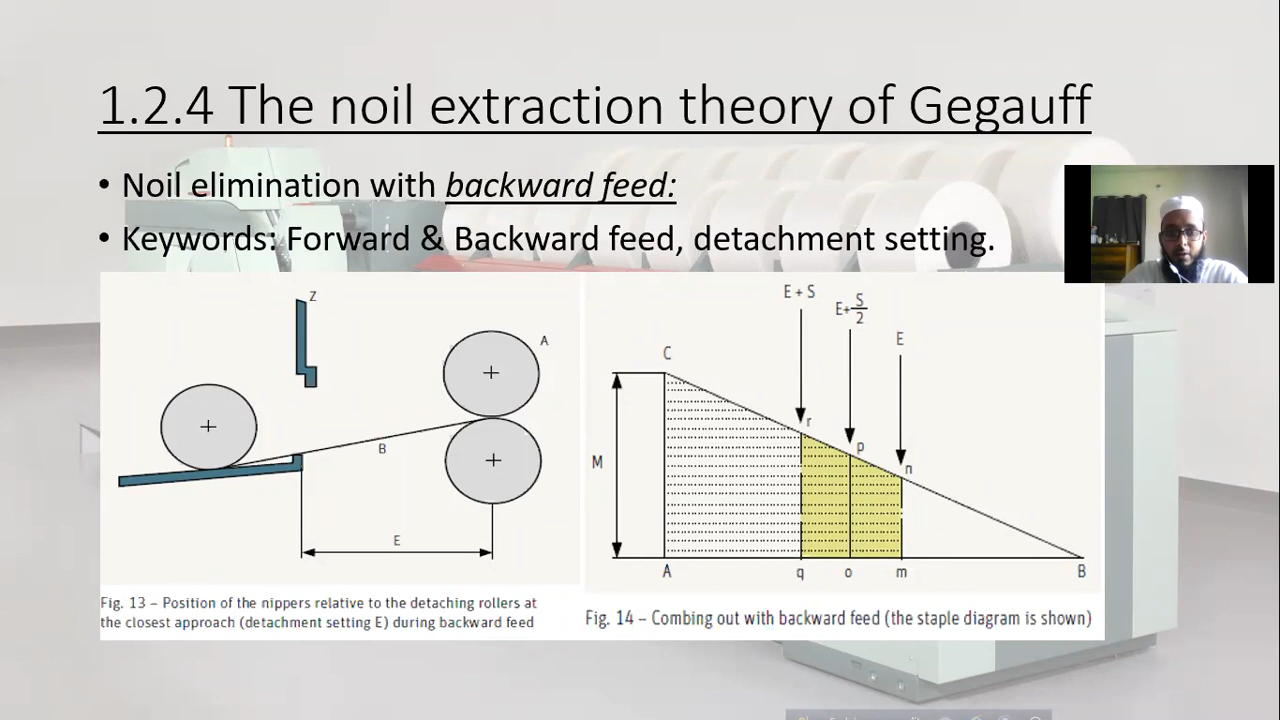 1.2.4 The noil extraction theory of Gegauff
• Noil elimination with backward feed:
• Keywords: Forward & Backward feed, detachment setting.
Z
A
B
E
Fig. 13 – Position of the nippers relative to the detaching rollers at
the closest approach (detachment setting E) during backward feed
E + S
E+S/2
E
C
r
p
n
M
A
q
o
m
B
Fig. 14 – Combing out with backward feed (the staple diagram is shown)